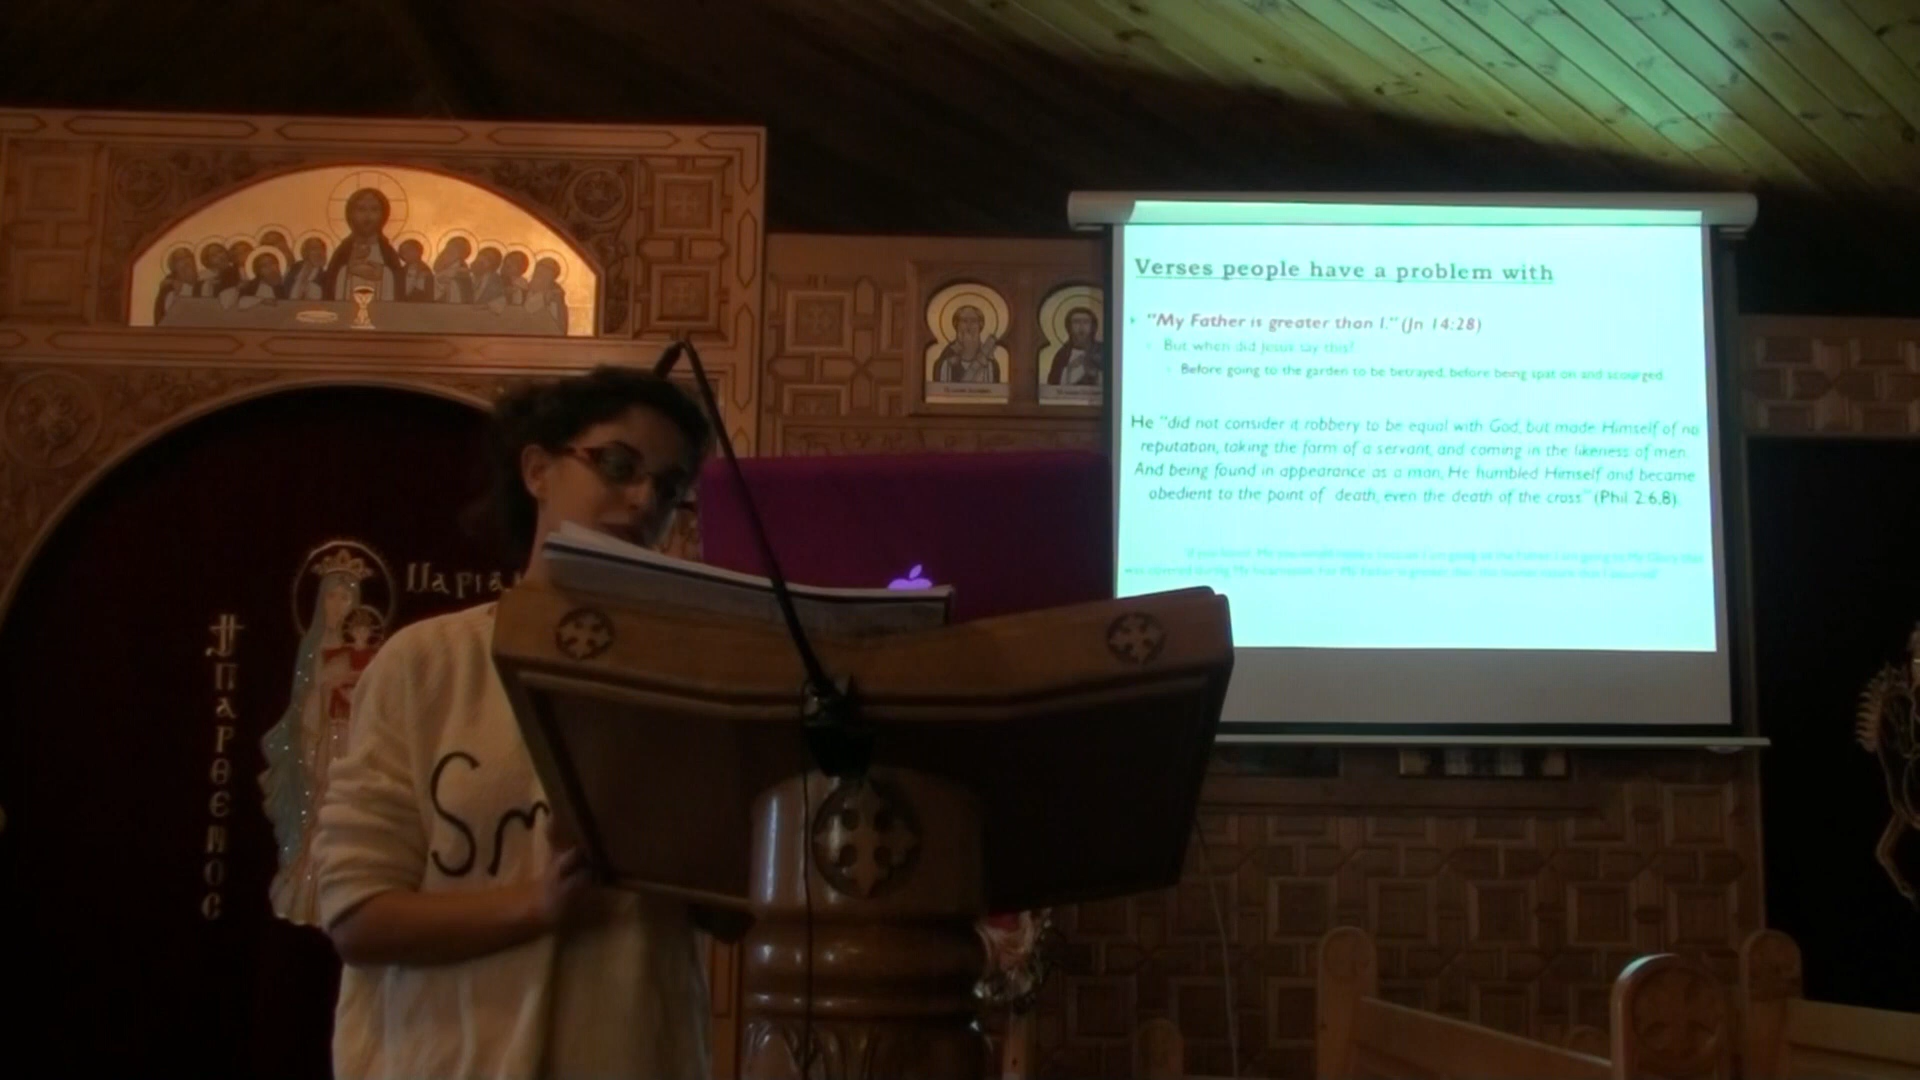 Verses people have a problem with
"My Father is greater than I." (Jn 14:28)
But when did Jesus say this?
Before going to the garden to be betrayed, before being spat on and scourged
He "did not consider it robbery to be equal with God, but made Himself of no
reputation, taking the form of a servant, and coming in the likeness of men.
And being found in appearance as a man, He humbled Himself and became
obedient to the point of death, even the death of the cross" (Phil 2:6,8).
Ϯ
ⲡⲁⲣⲑⲉⲛⲟⲥ
Sm